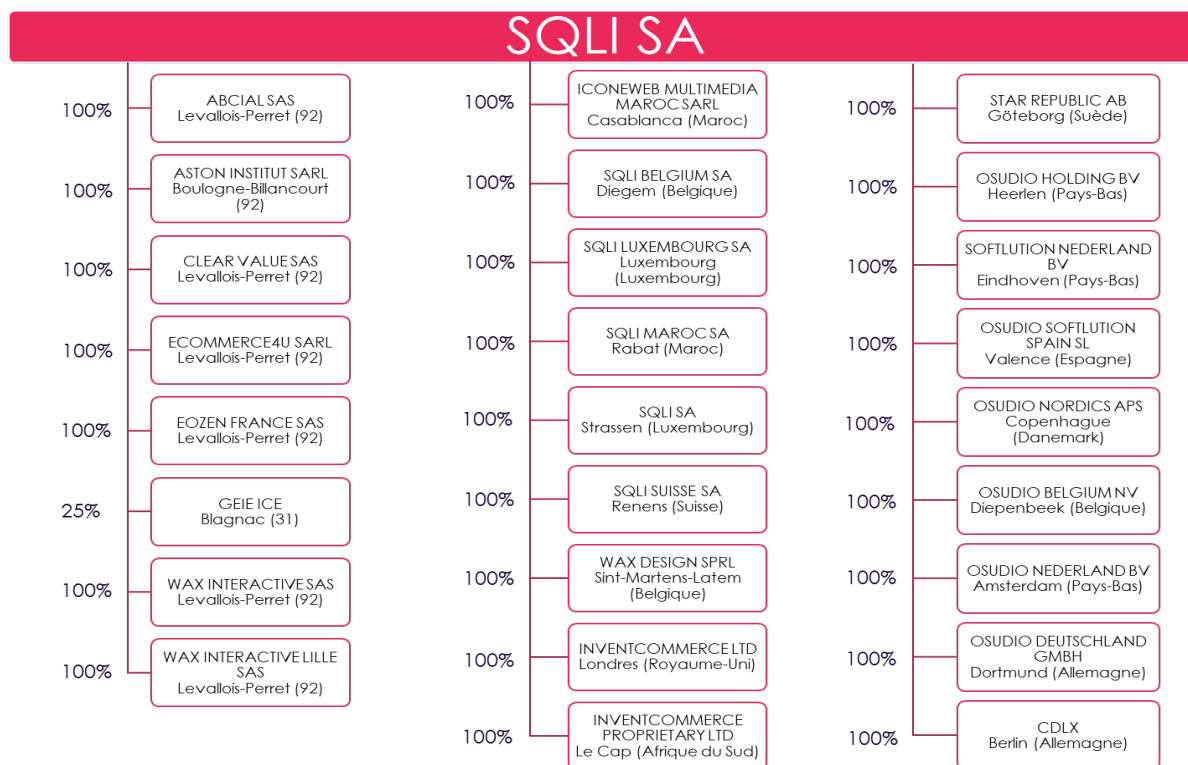 SQLI SA
100%
ABCIAL SAS
Levallois-Perret (92)
100%
ASTON INSTITUT SARL
Boulogne-Billancourt
(92)
100%
CLEAR VALUE SAS
Levallois-Perret (92)
100%
ECOMMERCE4U SARL
Levallois-Perret (92)
100%
EOZEN FRANCE SAS
Levallois-Perret (92)
25%
GEIE ICE
Blagnac (31)
100%
WAX INTERACTIVE SAS
Levallois-Perret (92)
100%
WAX INTERACTIVE LILLE
SAS
Levallois-Perret (92)
100%
ICONEWEB MULTIMEDIA
MAROC SARL
Casablanca (Maroc)
100%
SQLI BELGIUM SA
Diegem (Belgique)
100%
SQLI LUXEMBOURG SA
Luxembourg
(Luxembourg)
100%
SQLI MAROC SA
Rabat (Maroc)
100%
SQLI SA
Strassen (Luxembourg)
100%
SQLI SUISSE SA
Renens (Suisse)
100%
WAX DESIGN SPRL
Sint-Martens-Latem
(Belgique)
100%
INVENTCOMMERCE LTD
Londres (Royaume-Uni)
100%
INVENTCOMMERCE
PROPRIETARY LTD
Le Cap (Afrique du Sud)
100%
STAR REPUBLIC AB
Göteborg (Suède)
100%
OSUDIO HOLDING BV
Heerlen (Pays-Bas)
100%
SOFTLUTION NEDERLAND
BV
Eindhoven (Pays-Bas)
100%
OSUDIO SOFTLUTION
SPAIN SL
Valence (Espagne)
100%
OSUDIO NORDICS APS
Copenhague
(Danemark)
100%
OSUDIO BELGIUM NV
Diepenbeek (Belgique)
100%
OSUDIO NEDERLAND BV
Amsterdam (Pays-Bas)
100%
OSUDIO DEUTSCHLAND
GMBH
Dortmund (Allemagne)
100%
CDLX
Berlin (Allemagne)